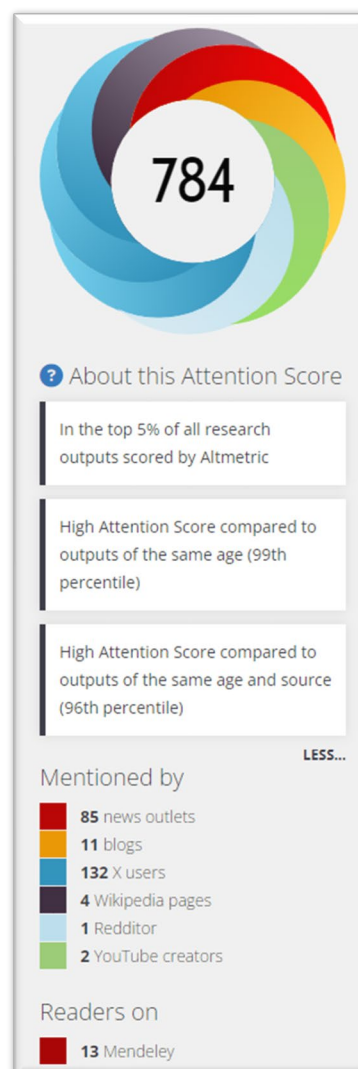 784
? About this Attention Score
In the top 5% of all research
outputs scored by Altmetric
High Attention Score compared to
outputs of the same age (99th
percentile)
High Attention Score compared to
outputs of the same age and source
(96th percentile)
LESS...
Mentioned by
85 news outlets
11 blogs
132 X users
4 Wikipedia pages
1 Redditor
2 YouTube creators
Readers on
13 Mendeley